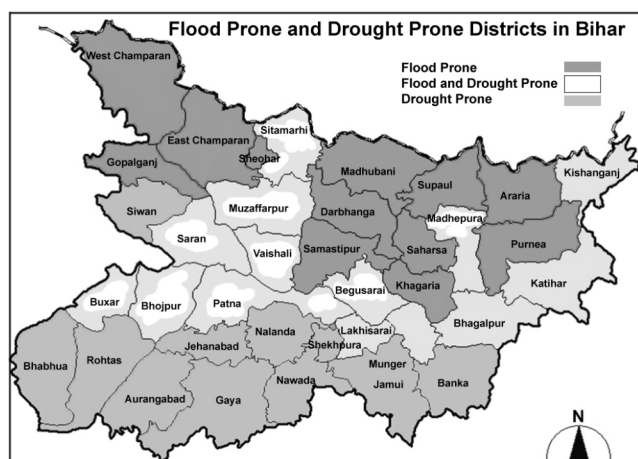 Flood Prone and Drought Prone Districts in Bihar
West Champaran
Flood Prone
Flood and Drought Prone
Drought Prone
East Champaran
Sitamarhi
Sheohar
Gopalganj
Madhubani
Supaul
Araria
Kishanganj
Siwan
Muzaffarpur
Darbhanga
Madhepura
Saran
Vaishali
Samastipur
Saharsa
Purnea
Khagaria
Katihar
Buxar
Bhojpur
Patna
Begusarai
Bhagalpur
Lakhisarai
Nalanda
Jehanabad
Shekhpura
Bhabhua
Rohtas
Nawada
Munger
Jamui
Banka
Aurangabad
Gaya
N